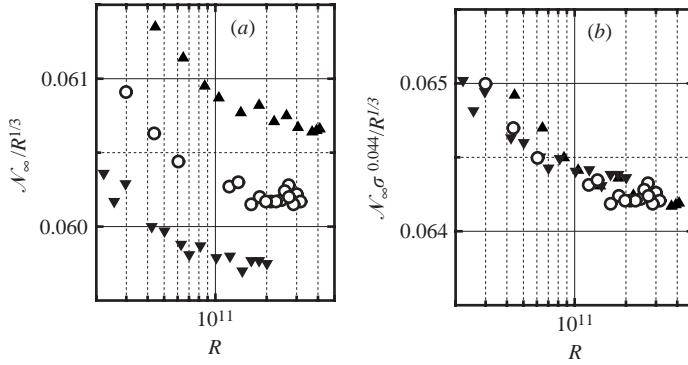 (a)
0.061
0.060
𝒩∞/R^{1/3}
10^{11}
R
(b)
0.065
0.064
𝒩∞σ^{0.044}/R^{1/3}
10^{11}
R